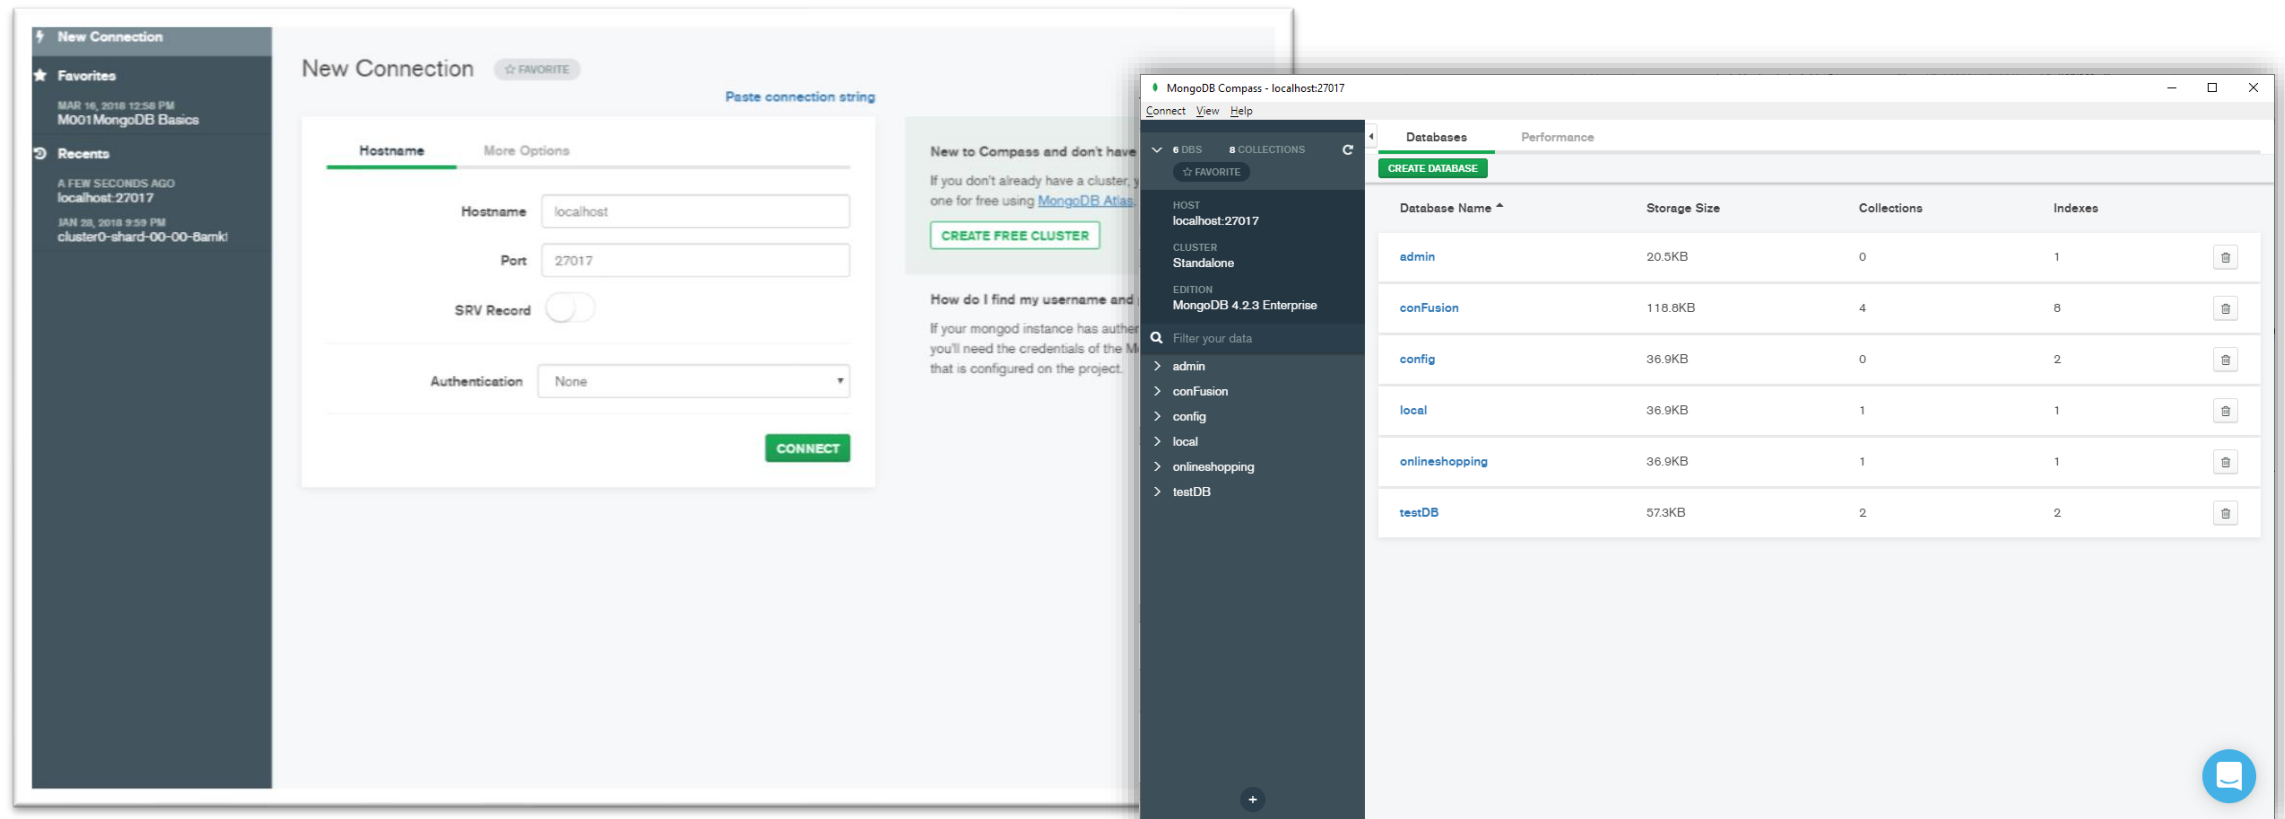 New Connection
Favorites
MAR 16, 2018 12:58 PM
M001 MongoDB Basics
Recents
A FEW SECONDS AGO
localhost:27017
JAN 28, 2018 9:59 PM
cluster0-shard-00-00-8amk
New Connection
FAVORITE
Paste connection string
Hostname More Options
Hostname localhost
Port 27017
SRV Record
Authentication None
CONNECT
New to Compass and don't have
If you don't already have a cluster,
one for free using MongoDB Atlas.
CREATE FREE CLUSTER
How do I find my username and
If your mongod instance has
you'll need the credentials of the
that is configured on the project.
MongoDB Compass - localhost:27017
Connect View Help
6 DBS 8 COLLECTIONS
FAVORITE
HOST
localhost:27017
CLUSTER
Standalone
EDITION
MongoDB 4.2.3 Enterprise
Filter your data
admin
conFusion
config
local
onlineshopping
testDB
Databases Performance
CREATE DATABASE
Database Name Storage Size Collections Indexes
admin 20.5KB 0 1
conFusion 118.8KB 4 8
config 36.9KB 0 2
local 36.9KB 1 1
onlineshopping 36.9KB 1 1
testDB 57.3KB 2 2